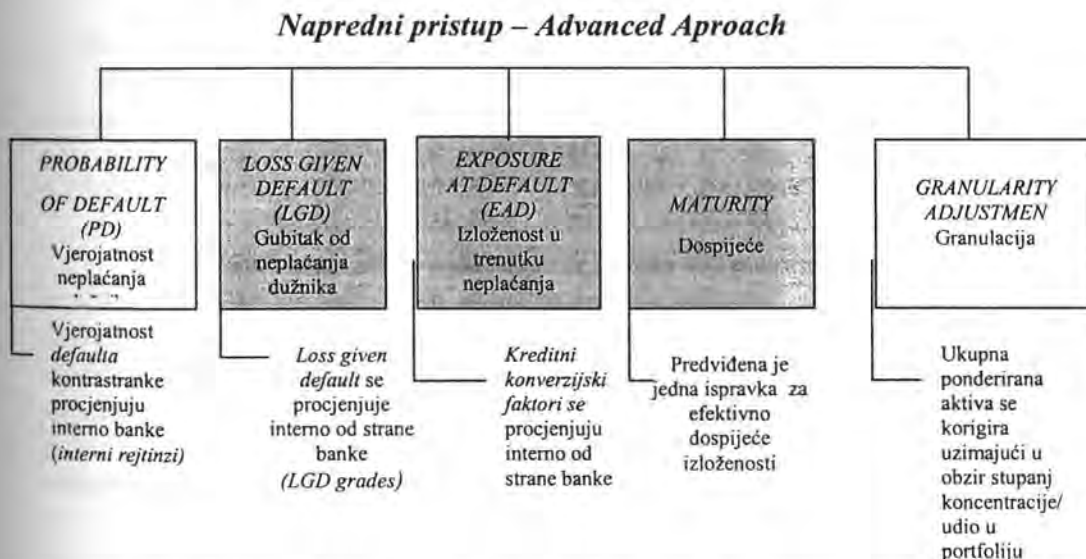 Napredni pristup – Advanced Aproach
PROBABILITY
OF DEFAULT
(PD)
Vjerojatnost
neplaćanja
LOSS GIVEN
DEFAULT
(LGD)
Gubitak od
neplaćanja
dužnika
EXPOSURE
AT DEFAULT
(EAD)
Izloženost u
trenutku
neplaćanja
MATURITY
Dospijeće
GRANULARITY
ADJUSTMEN
Granulacija
Vjerojatnost
defaulta
kontrastranke
procjenjuju
interno banke
(interni rejtinzi)
Loss given
default se
procjenjuje
interno od strane
banke
(LGD grades)
Kreditni
konverzijski
faktori se
procjenjuju
interno od
strane banke
Predviđena je
jedna ispravka za
efektivno
dospijeće
izloženosti
Ukupna
ponderirana
aktiva se
korigira
uzimajući u
obzir stupanj
koncentracije/
udio u
portfoliju